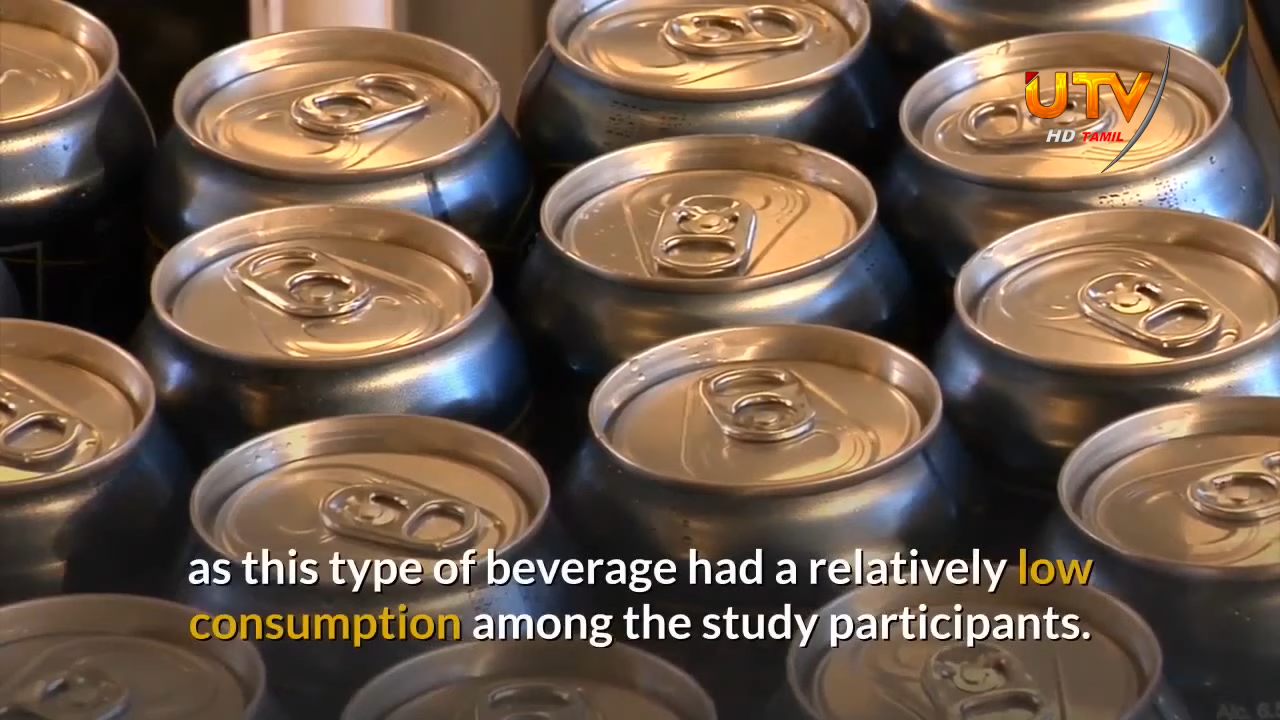 UTV
HD TAMIL
as this type of beverage had a relatively low
consumption among the study participants.